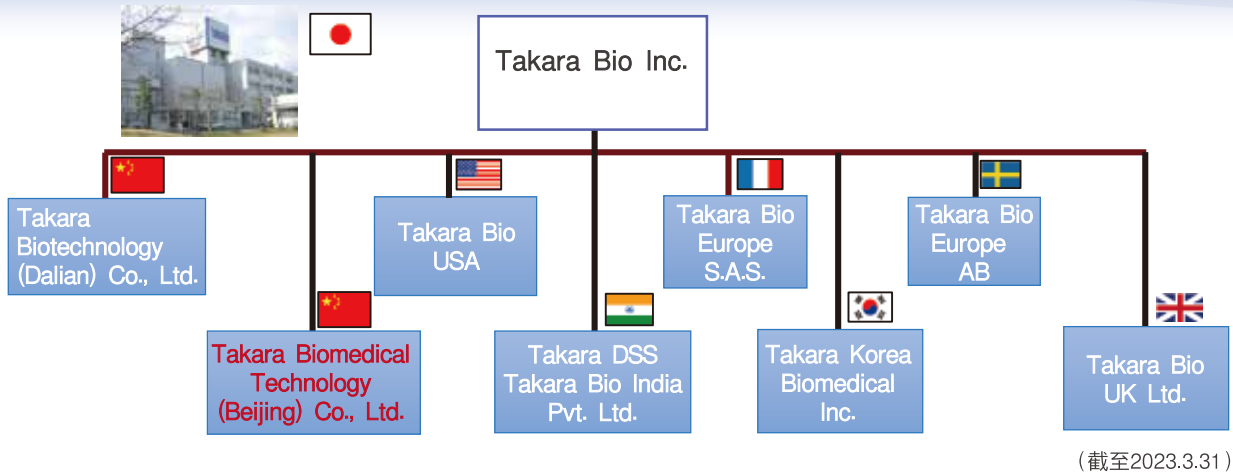 Takara Bio Inc.
Takara
Biotechnology
(Dalian) Co., Ltd.
Takara Bio
USA
Takara Bio
Europe
S.A.S.
Takara Bio
Europe
AB
Takara Biomedical
Technology
(Beijing) Co., Ltd.
Takara DSS
Takara Bio India
Pvt. Ltd.
Takara Korea
Biomedical
Inc.
Takara Bio
UK Ltd.
(截至2023.3.31)